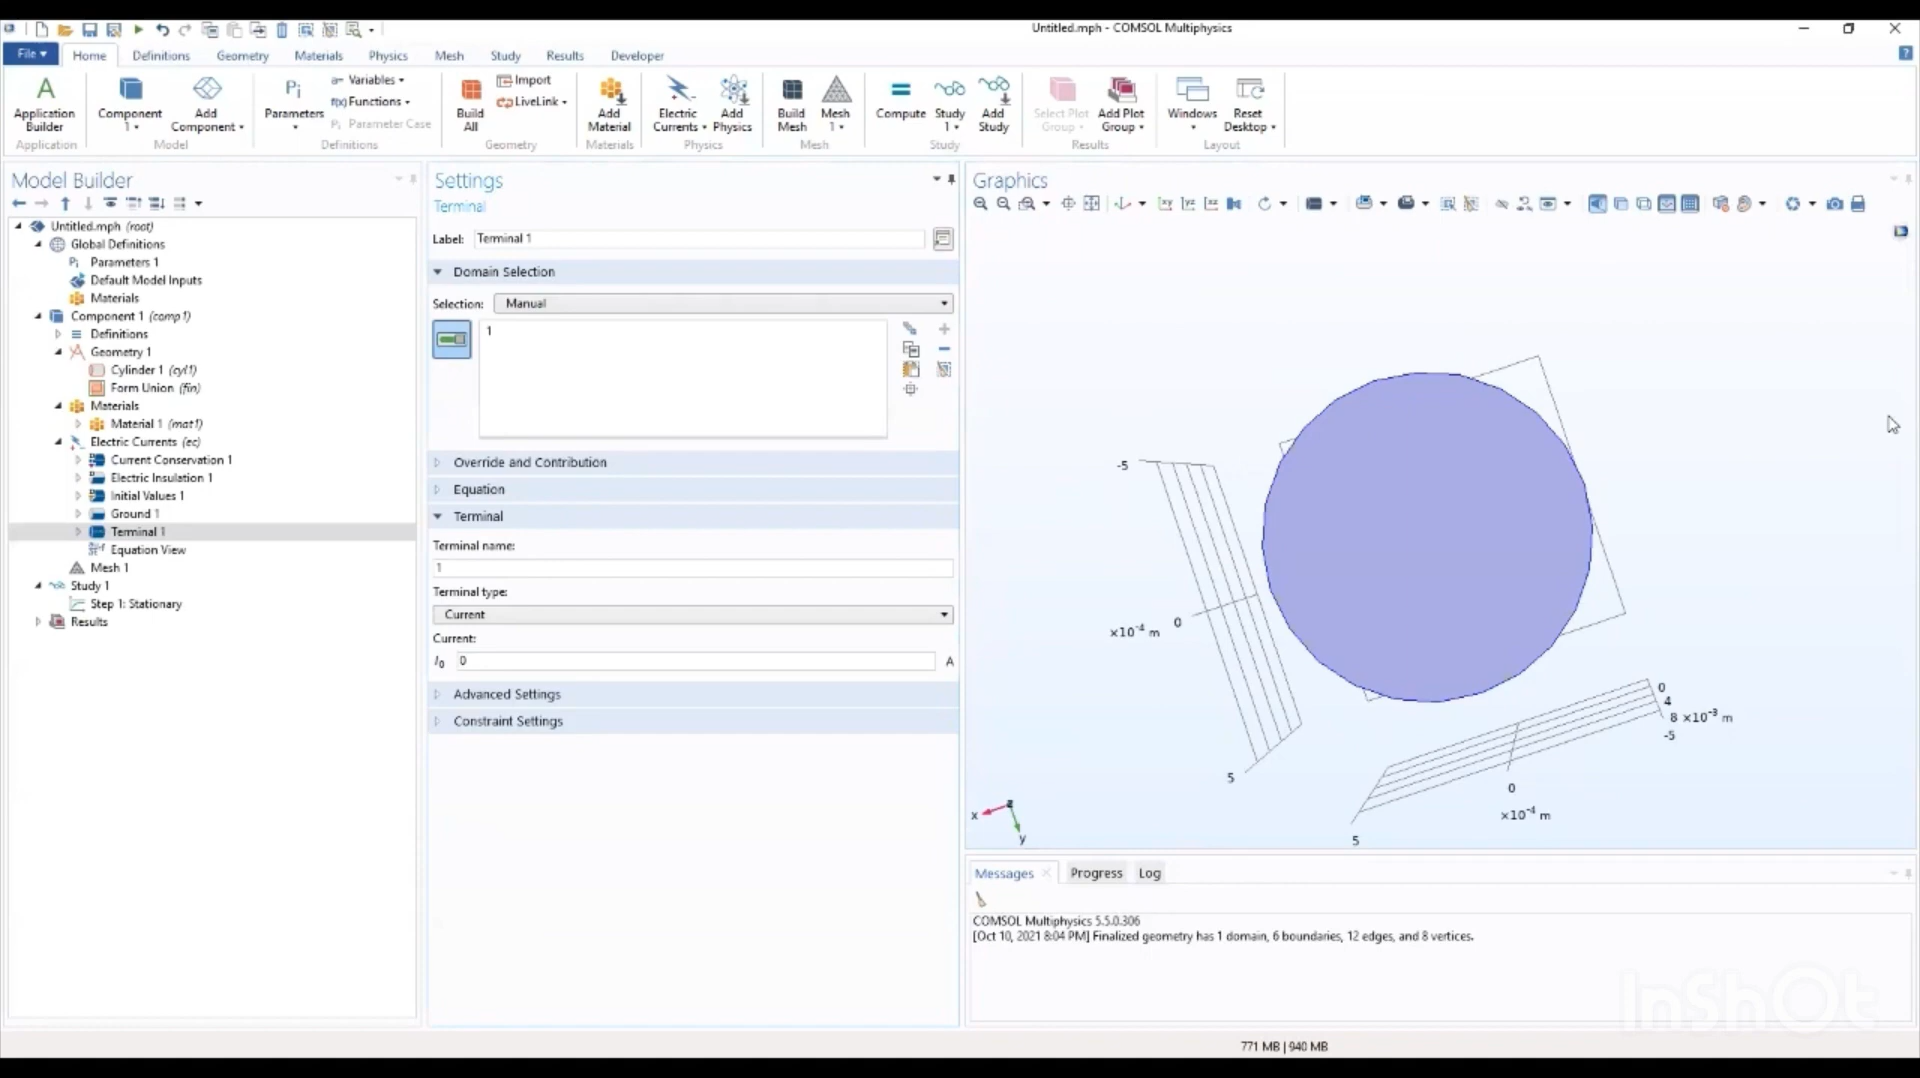 Untitled.mph - COMSOL Multiphysics
File
Home
Definitions
Geometry
Materials
Physics
Mesh
Study
Results
Developer
Application Builder
Component 1
Add Component
Parameters
a= Variables
f(x) Functions
Pi Parameter Case
Build All
Import
LiveLink
Add Material
Electric Currents
Add Physics
Build Mesh
Mesh 1
Compute
Study 1
Add Study
Select Plot Group
Add Plot Group
Windows
Reset Desktop
Application
Model
Definitions
Geometry
Materials
Physics
Mesh
Study
Results
Layout
Model Builder
Untitled.mph (root)
Global Definitions
Pi Parameters 1
Default Model Inputs
Materials
Component 1 (comp1)
Definitions
Geometry 1
Cylinder 1 (cyl1)
Form Union (fin)
Materials
Material 1 (mat1)
Electric Currents (ec)
Current Conservation 1
Electric Insulation 1
Initial Values 1
Ground 1
Terminal 1
Equation View
Mesh 1
Study 1
Step 1: Stationary
Results
Settings
Terminal
Label: Terminal 1
Domain Selection
Selection: Manual
1
Override and Contribution
Equation
Terminal
Terminal name:
1
Terminal type:
Current
Current:
I0 0 A
Advanced Settings
Constraint Settings
Graphics
xy yz xz
-5
0
×10⁻⁴ m
5
0
4
8 ×10⁻³ m
-5
0
×10⁻⁴ m
5
x
y
z
Messages
Progress
Log
COMSOL Multiphysics 5.5.0.306
[Oct 10, 2021 8:04 PM] Finalized geometry has 1 domain, 6 boundaries, 12 edges, and 8 vertices.
InShOt
771 MB | 940 MB